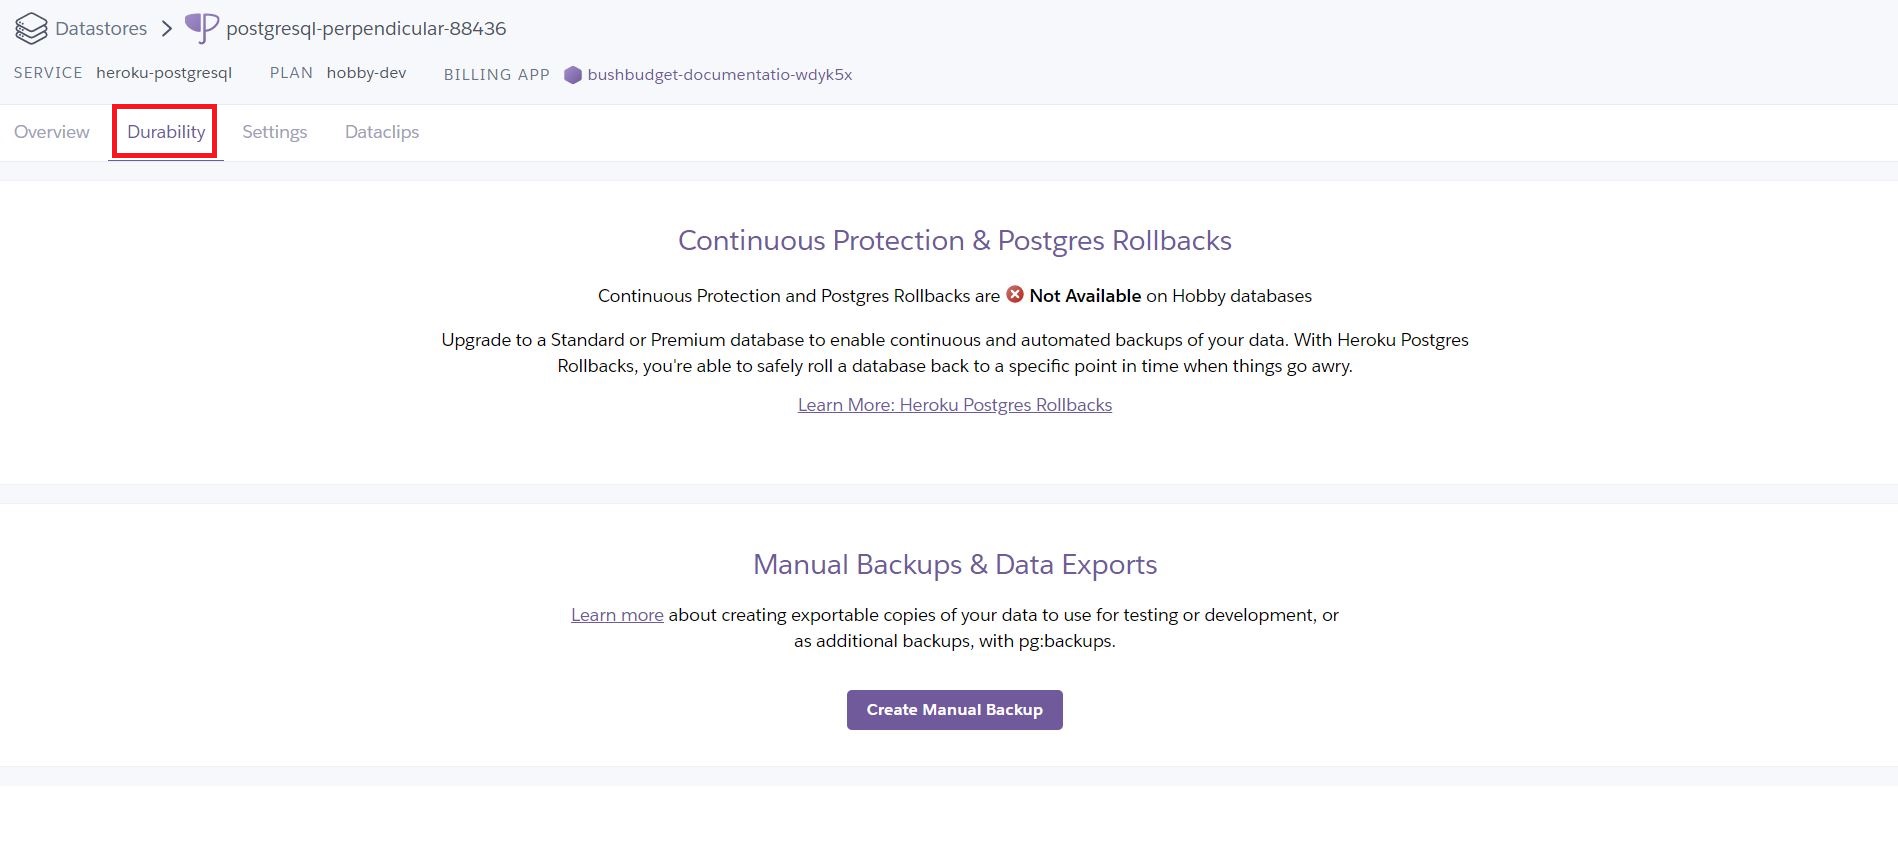 Datastores > postgresql-perpendicular-88436
SERVICE heroku-postgresql PLAN hobby-dev BILLING APP bushbudget-documentatio-wdyk5x
Overview Durability Settings Dataclips
Continuous Protection & Postgres Rollbacks
Continuous Protection and Postgres Rollbacks are Not Available on Hobby databases
Upgrade to a Standard or Premium database to enable continuous and automated backups of your data. With Heroku Postgres
Rollbacks, you're able to safely roll a database back to a specific point in time when things go awry.
Learn More: Heroku Postgres Rollbacks
Manual Backups & Data Exports
Learn more about creating exportable copies of your data to use for testing or development, or
as additional backups, with pg:backups.
Create Manual Backup